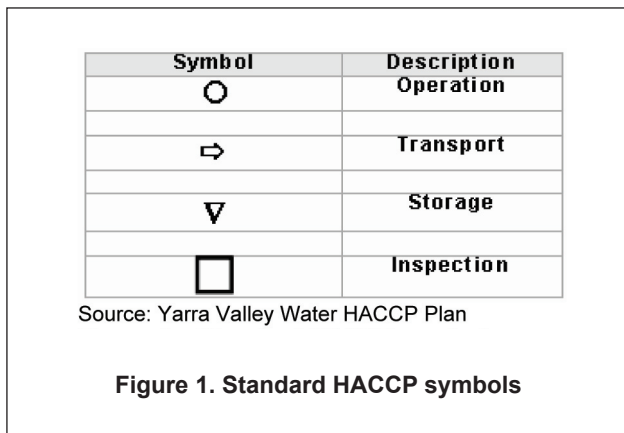 Symbol Description
Operation
Transport
Storage
Inspection
Source: Yarra Valley Water HACCP Plan
Figure 1. Standard HACCP symbols